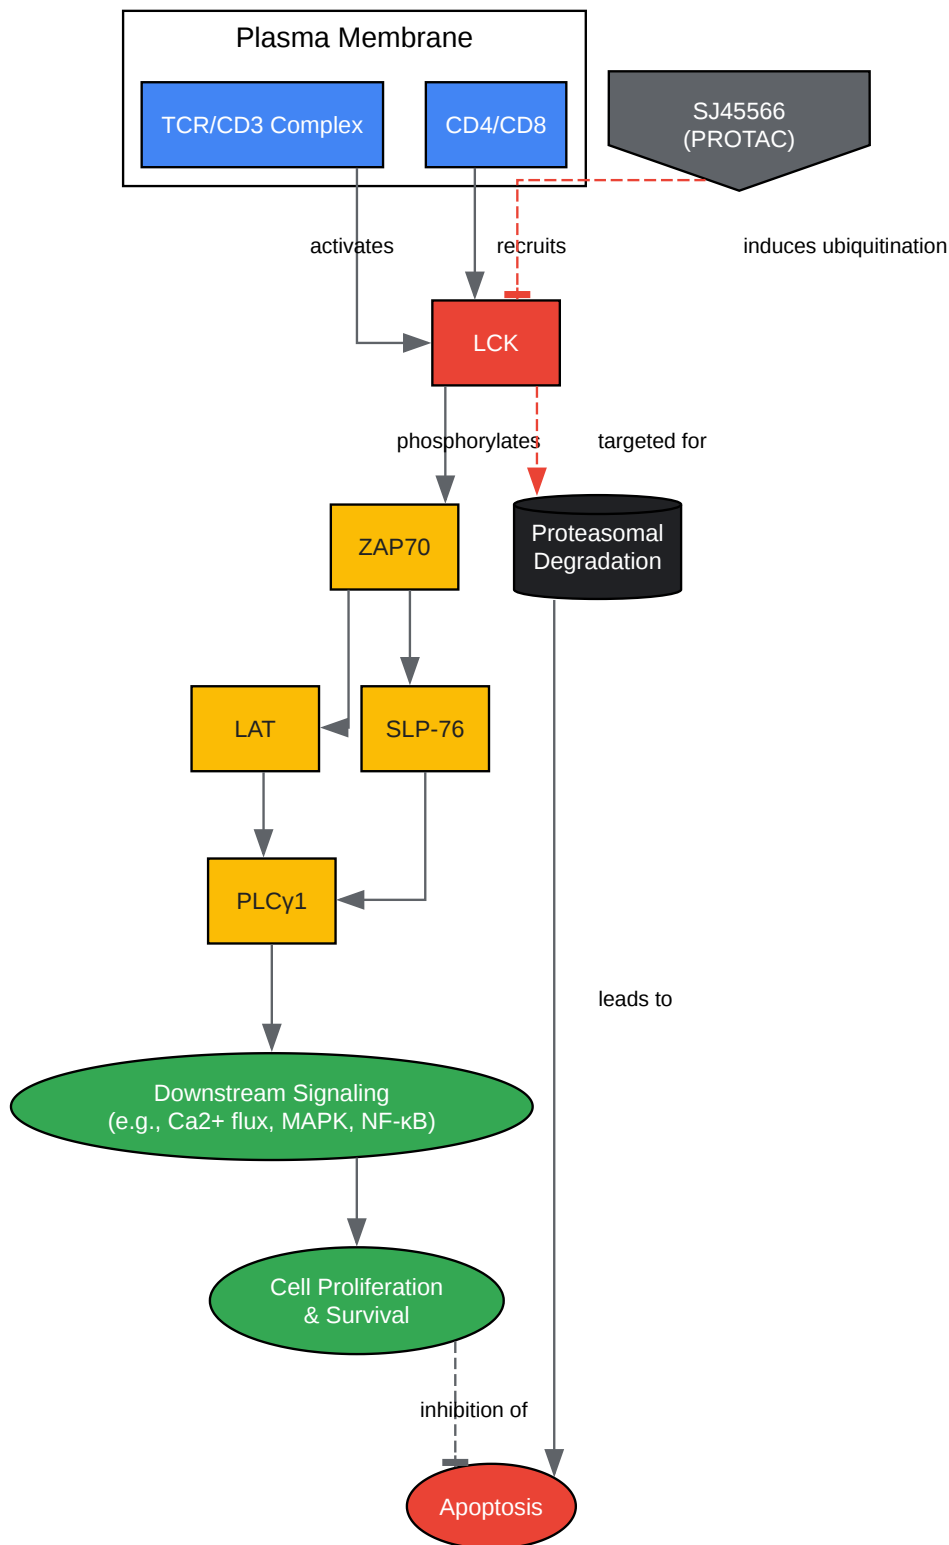 Plasma Membrane
TCR/CD3 Complex
CD4/CD8
SJ45566
(PROTAC)
activates
recruits
induces ubiquitination
LCK
phosphorylates
targeted for
ZAP70
Proteasomal
Degradation
LAT
SLP-76
PLCγ1
leads to
Downstream Signaling
(e.g., Ca2+ flux, MAPK, NF-κB)
Cell Proliferation
& Survival
inhibition of
Apoptosis